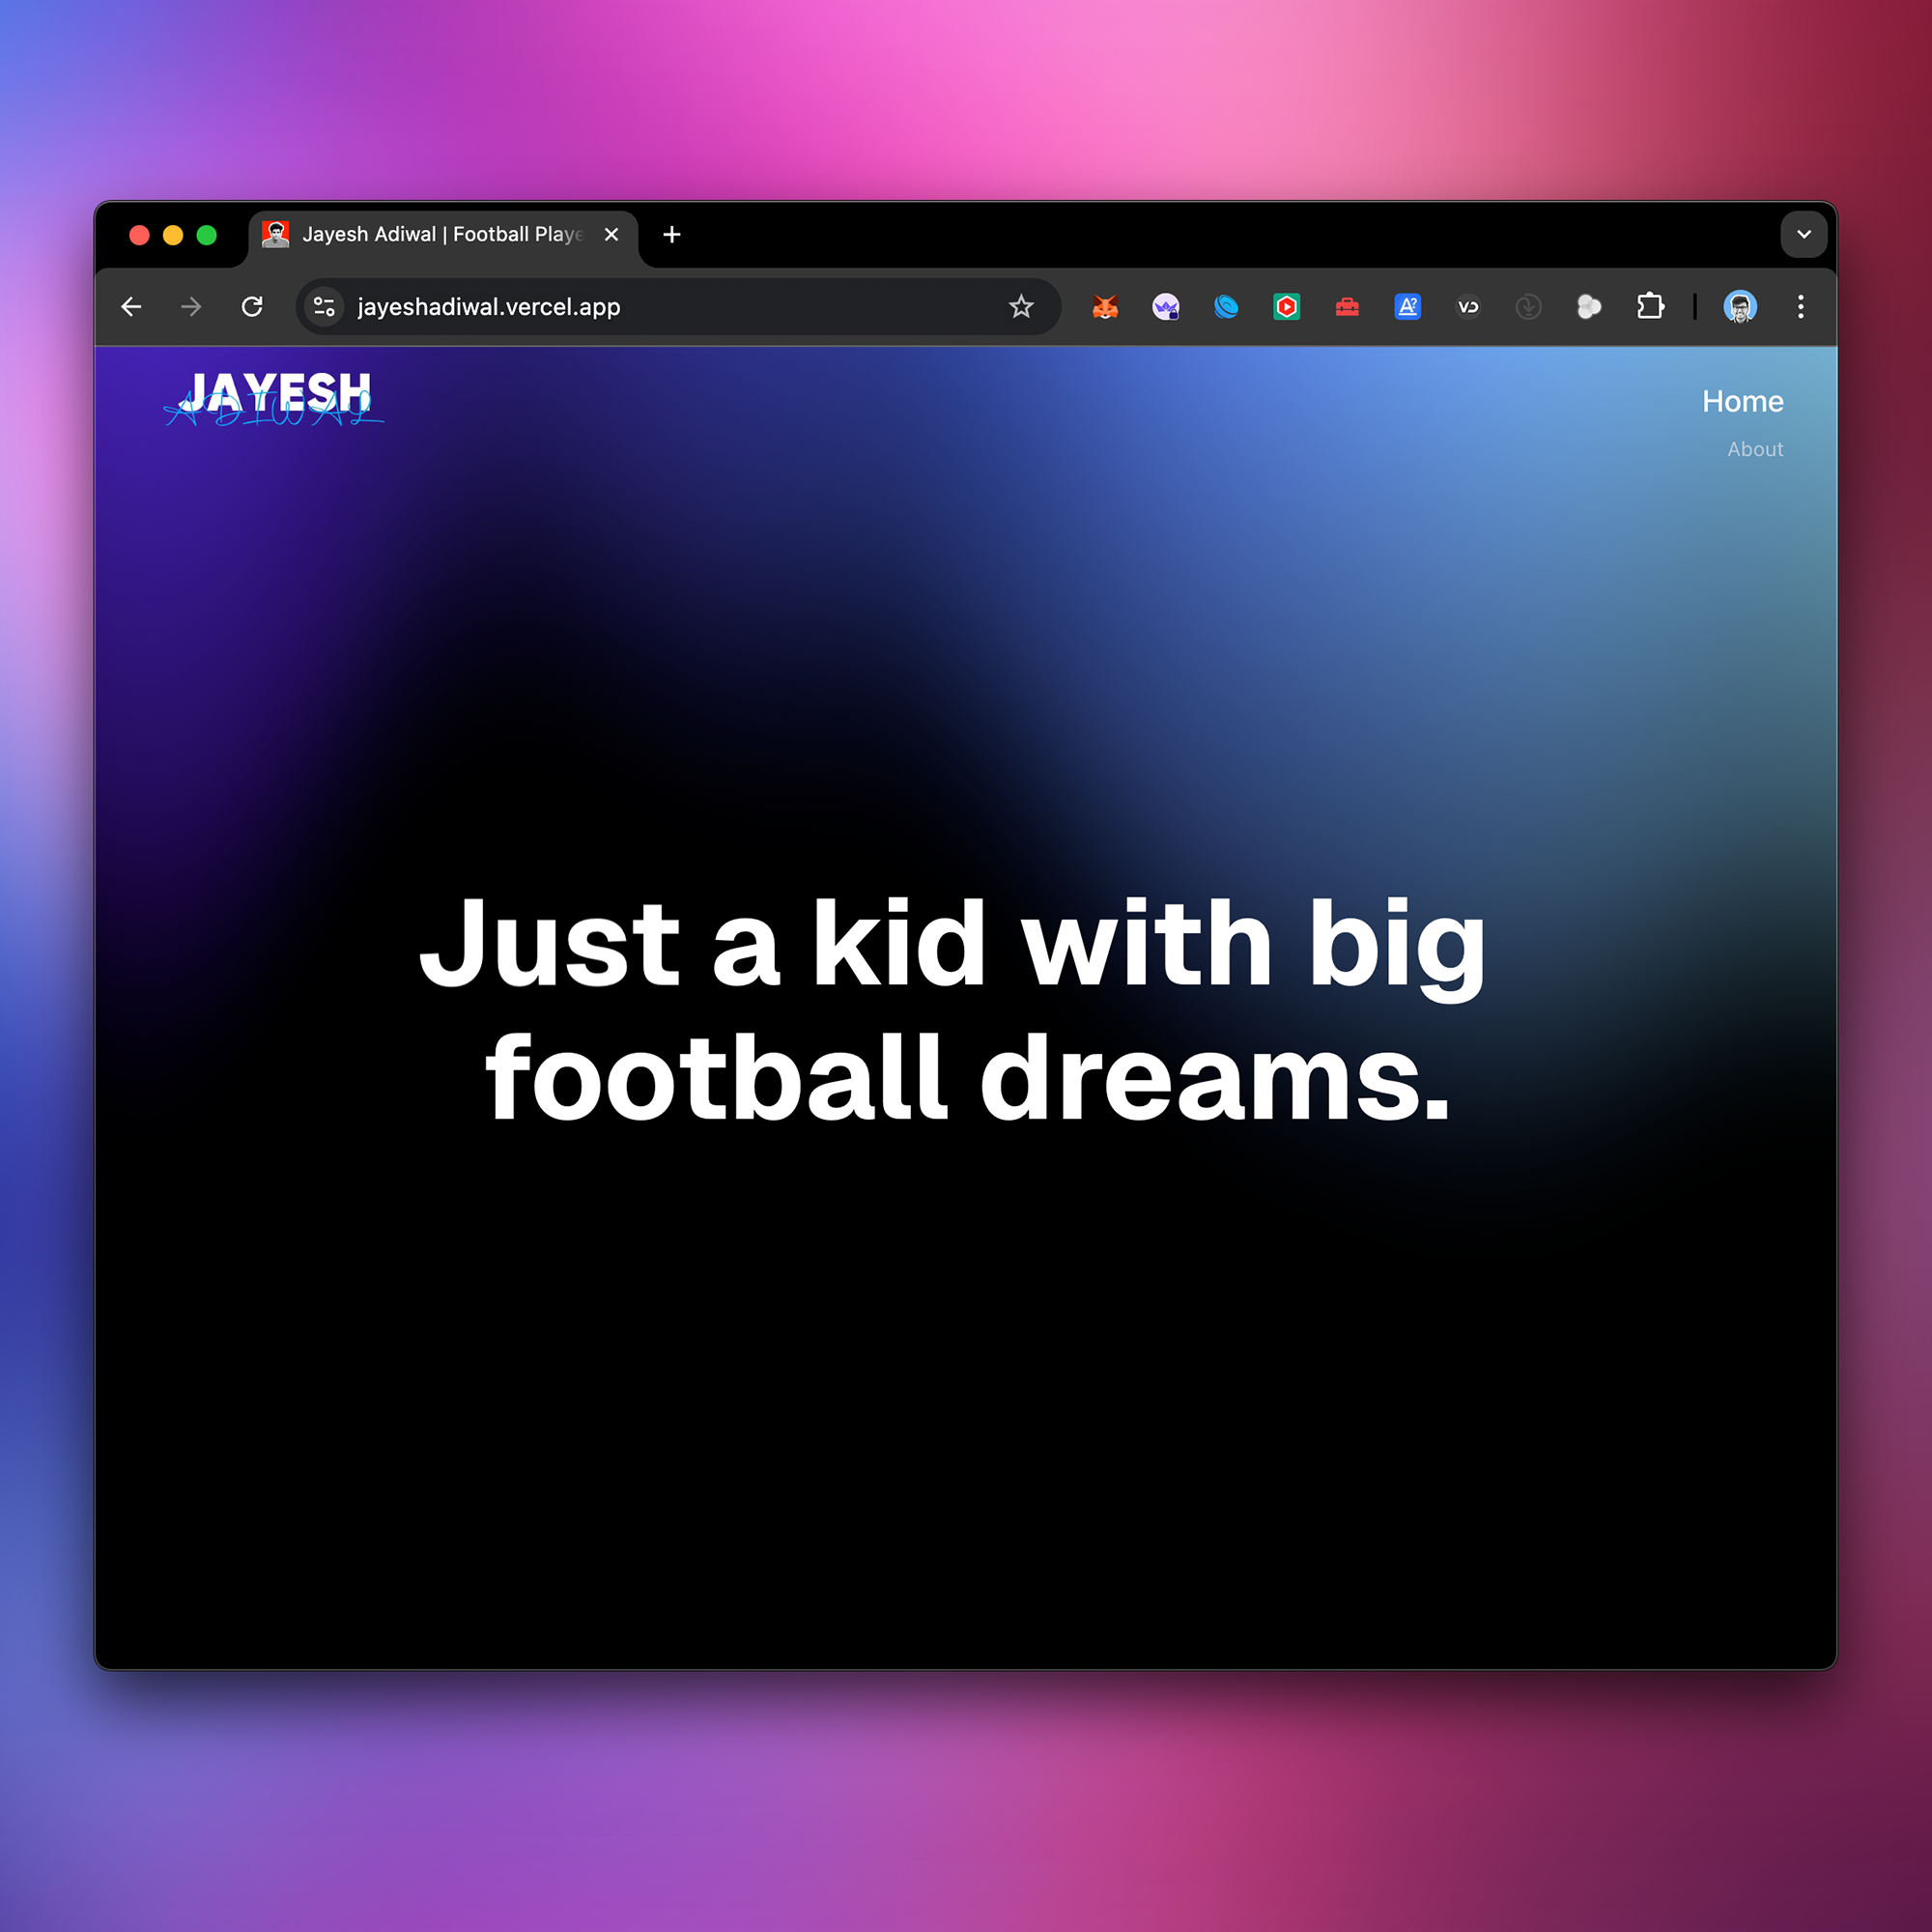 Jayesh Adiwal | Football Playe
jayeshadiwal.vercel.app
JAYESH
ADIWAL
Home
About
Just a kid with big
football dreams.